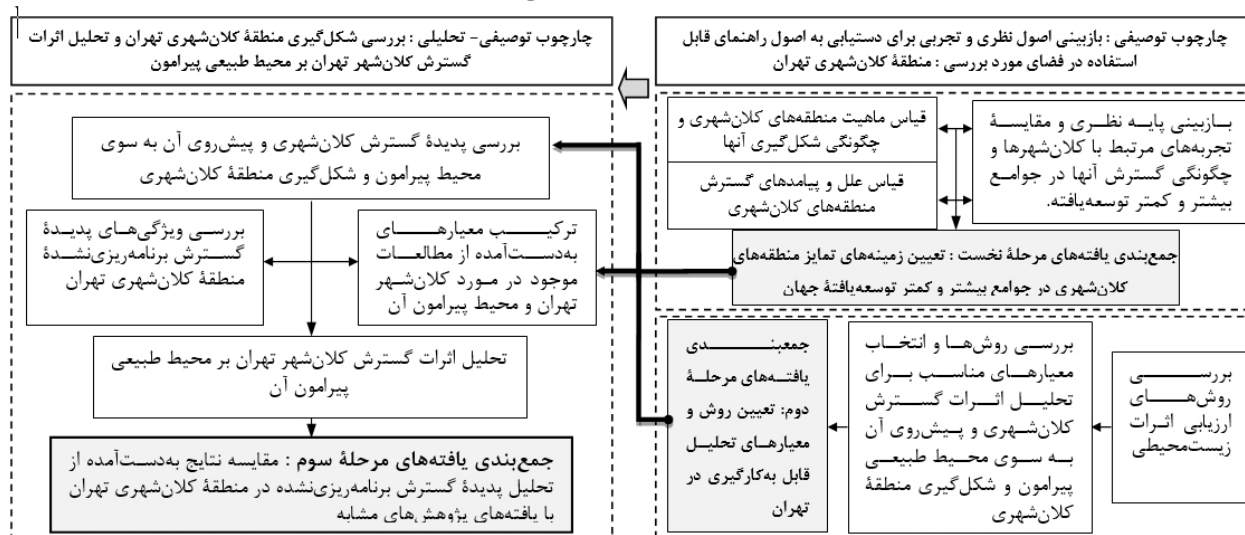 چارچوب توصیفی : بازبینی اصول نظری و تجربی برای دستیابی به اصول راهنمای قابل
استفاده در فضای مورد بررسی : منطقهٔ کلان‌شهری تهران
بازبینی پایه نظری و مقایسهٔ
تجربه‌های مرتبط با کلان‌شهرها و
چگونگی گسترش آنها در جوامع
بیشتر و کمتر توسعه‌یافته.
قیاس ماهیت منطقه‌های کلان‌شهری و
چگونگی شکل‌گیری آنها
قیاس علل و پیامدهای گسترش
منطقه‌های کلان‌شهری
جمع‌بندی یافته‌های مرحلهٔ نخست : تعیین زمینه‌های تمایز منطقه‌های
کلان‌شهری در جوامع بیشتر و کمتر توسعه‌یافتهٔ جهان
بررسی
روش‌های
ارزیابی اثرات
زیست‌محیطی
بررسی روش‌ها و انتخاب
معیارهای مناسب برای
تحلیل اثرات گسترش
کلان‌شهری و پیش‌روی آن
به سوی محیط طبیعی
پیرامون و شکل‌گیری منطقهٔ
کلان‌شهری
جمعبندی
یافته‌های مرحلهٔ
دوم: تعیین روش و
معیارهای تحلیل
قابل به‌کارگیری در
تهران
چارچوب توصیفی- تحلیلی : بررسی شکل‌گیری منطقهٔ کلان‌شهری تهران و تحلیل اثرات
گسترش کلان‌شهر تهران بر محیط طبیعی پیرامون
بررسی پدیدهٔ گسترش کلان‌شهری و پیش‌روی آن به سوی
محیط پیرامون و شکل‌گیری منطقهٔ کلان‌شهری
ترکیب معیارهای
به‌دست‌آمده از مطالعات
موجود در مورد کلان‌شهر
تهران و محیط پیرامون آن
بررسی ویژگی‌های پدیدهٔ
گسترش برنامه‌ریزی‌نشدهٔ
منطقهٔ کلان‌شهری تهران
تحلیل اثرات گسترش کلان‌شهر تهران بر محیط طبیعی
پیرامون آن
جمع‌بندی یافته‌های مرحلهٔ سوم : مقایسه نتایج به‌دست‌آمده از
تحلیل پدیدهٔ گسترش برنامه‌ریزی‌نشده در منطقهٔ کلان‌شهری تهران
با یافته‌های پژوهش‌های مشابه